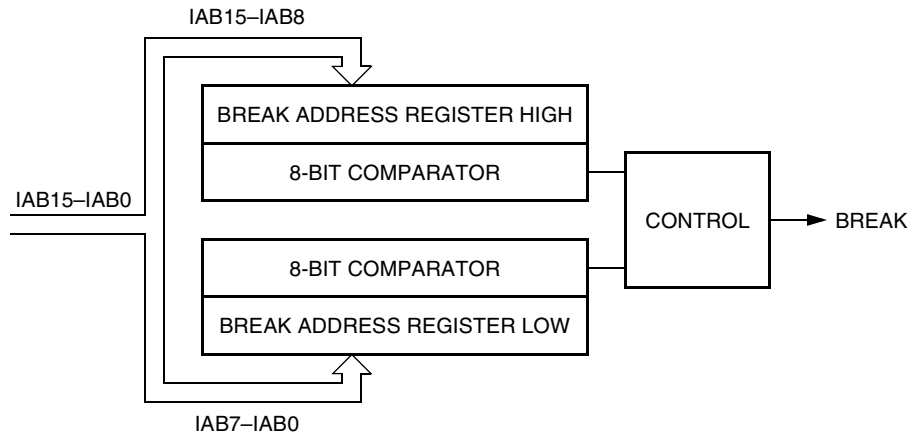 IAB15–IAB8
BREAK ADDRESS REGISTER HIGH
8-BIT COMPARATOR
IAB15–IAB0
CONTROL
BREAK
8-BIT COMPARATOR
BREAK ADDRESS REGISTER LOW
IAB7–IAB0